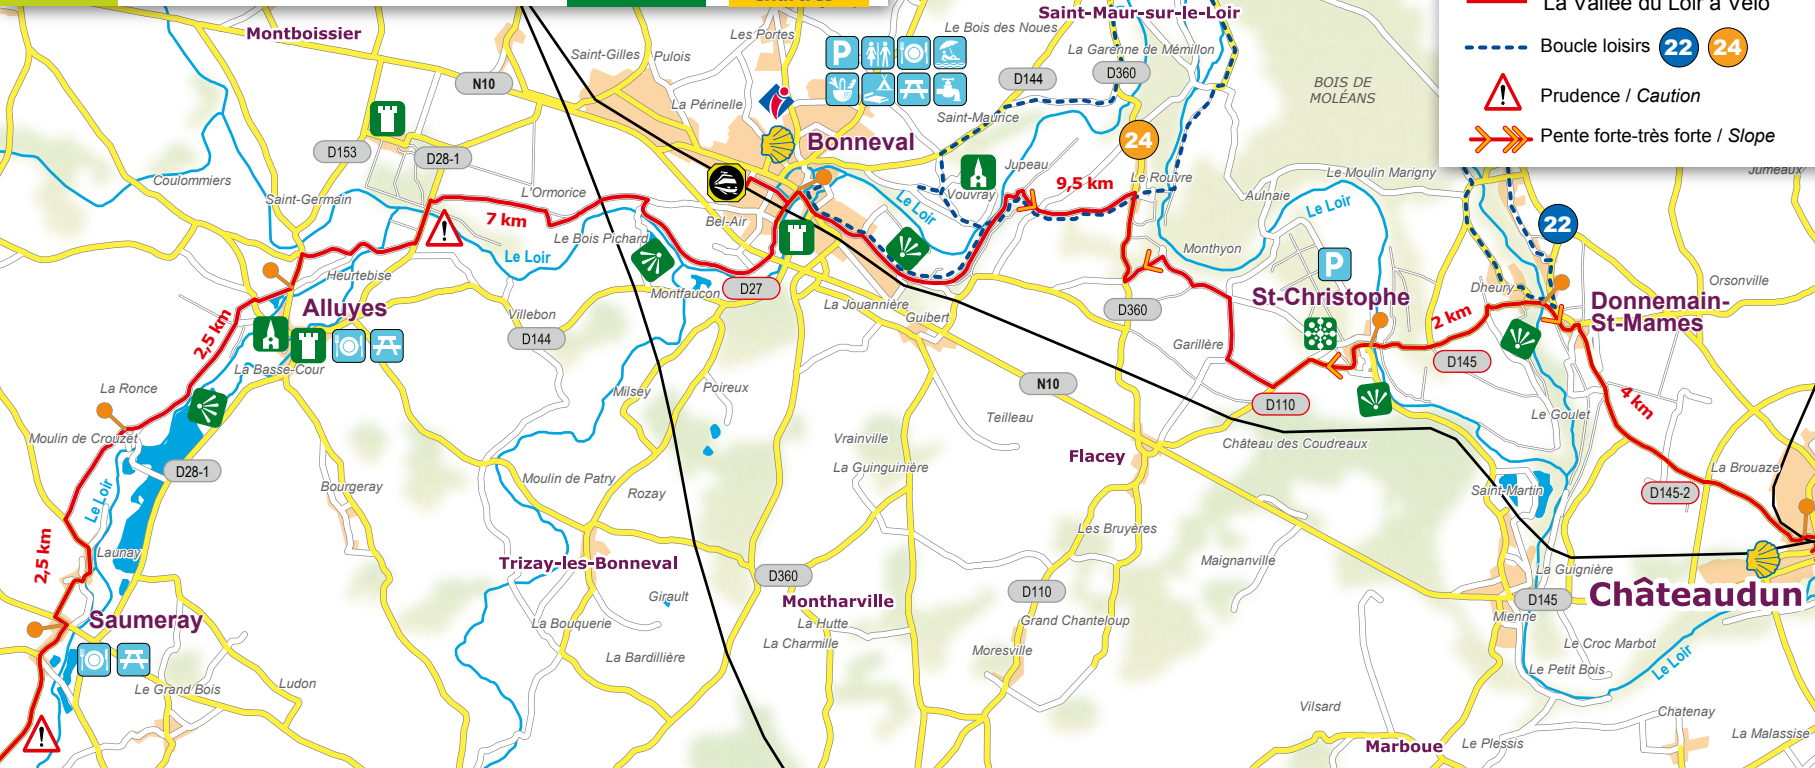 La Vallée du Loir à Vélo
Boucle loisirs 22 24
Prudence / Caution
Pente forte-très forte / Slope
Montboissier
Saint-Maur-sur-le-Loir
Les Portes
Le Bois des Noues
Saint-Gilles
Pulois
La Garenne de Mémillon
N10
D144
D360
BOIS DE
MOLÉANS
P
La Périnelle
Saint-Maurice
24
Bonneval
D153
D28-1
Jupeau
Coulommiers
Saint-Germain
L'Ormorice
7 km
Vouvray
9,5 km
Le Rouvre
Aulnaie
Le Moulin Marigny
Jumeaux
Le Loir
Le Loir
22
Bel-Air
Le Bois Pichard
Le Loir
Monthyon
P
Heurtebise
Montfaucon
D27
Dheury
Orsonville
Alluyes
Villebon
La Jouannière
Guibert
D360
St-Christophe
Donnemain-
St-Mames
2,5 km
D144
2 km
Garillère
D145
La Basse-Cour
La Ronce
Milsey
Poireux
N10
D110
4 km
Teilleau
Le Goulet
Moulin de Crouzet
Vrainville
Château des Coudreaux
D28-1
Flacey
La Guinguinière
La Brouaze
Le Loir
Bourgeray
Moulin de Patry
Rozay
Saint-Martin
D145-2
2,5 km
Launay
Les Bruyères
Trizay-les-Bonneval
Maignanville
La Guignière
D360
D110
D145
Châteaudun
Girault
Montharville
Saumeray
La Bouquerie
La Hutte
Grand Chanteloup
Mienne
La Charmille
Moresville
La Bardillière
Le Croc Marbot
Le Petit Bois
Le Loir
Le Grand Bois
Ludon
Vilsard
Chatenay
Marboue
Le Plessis
La Malassise